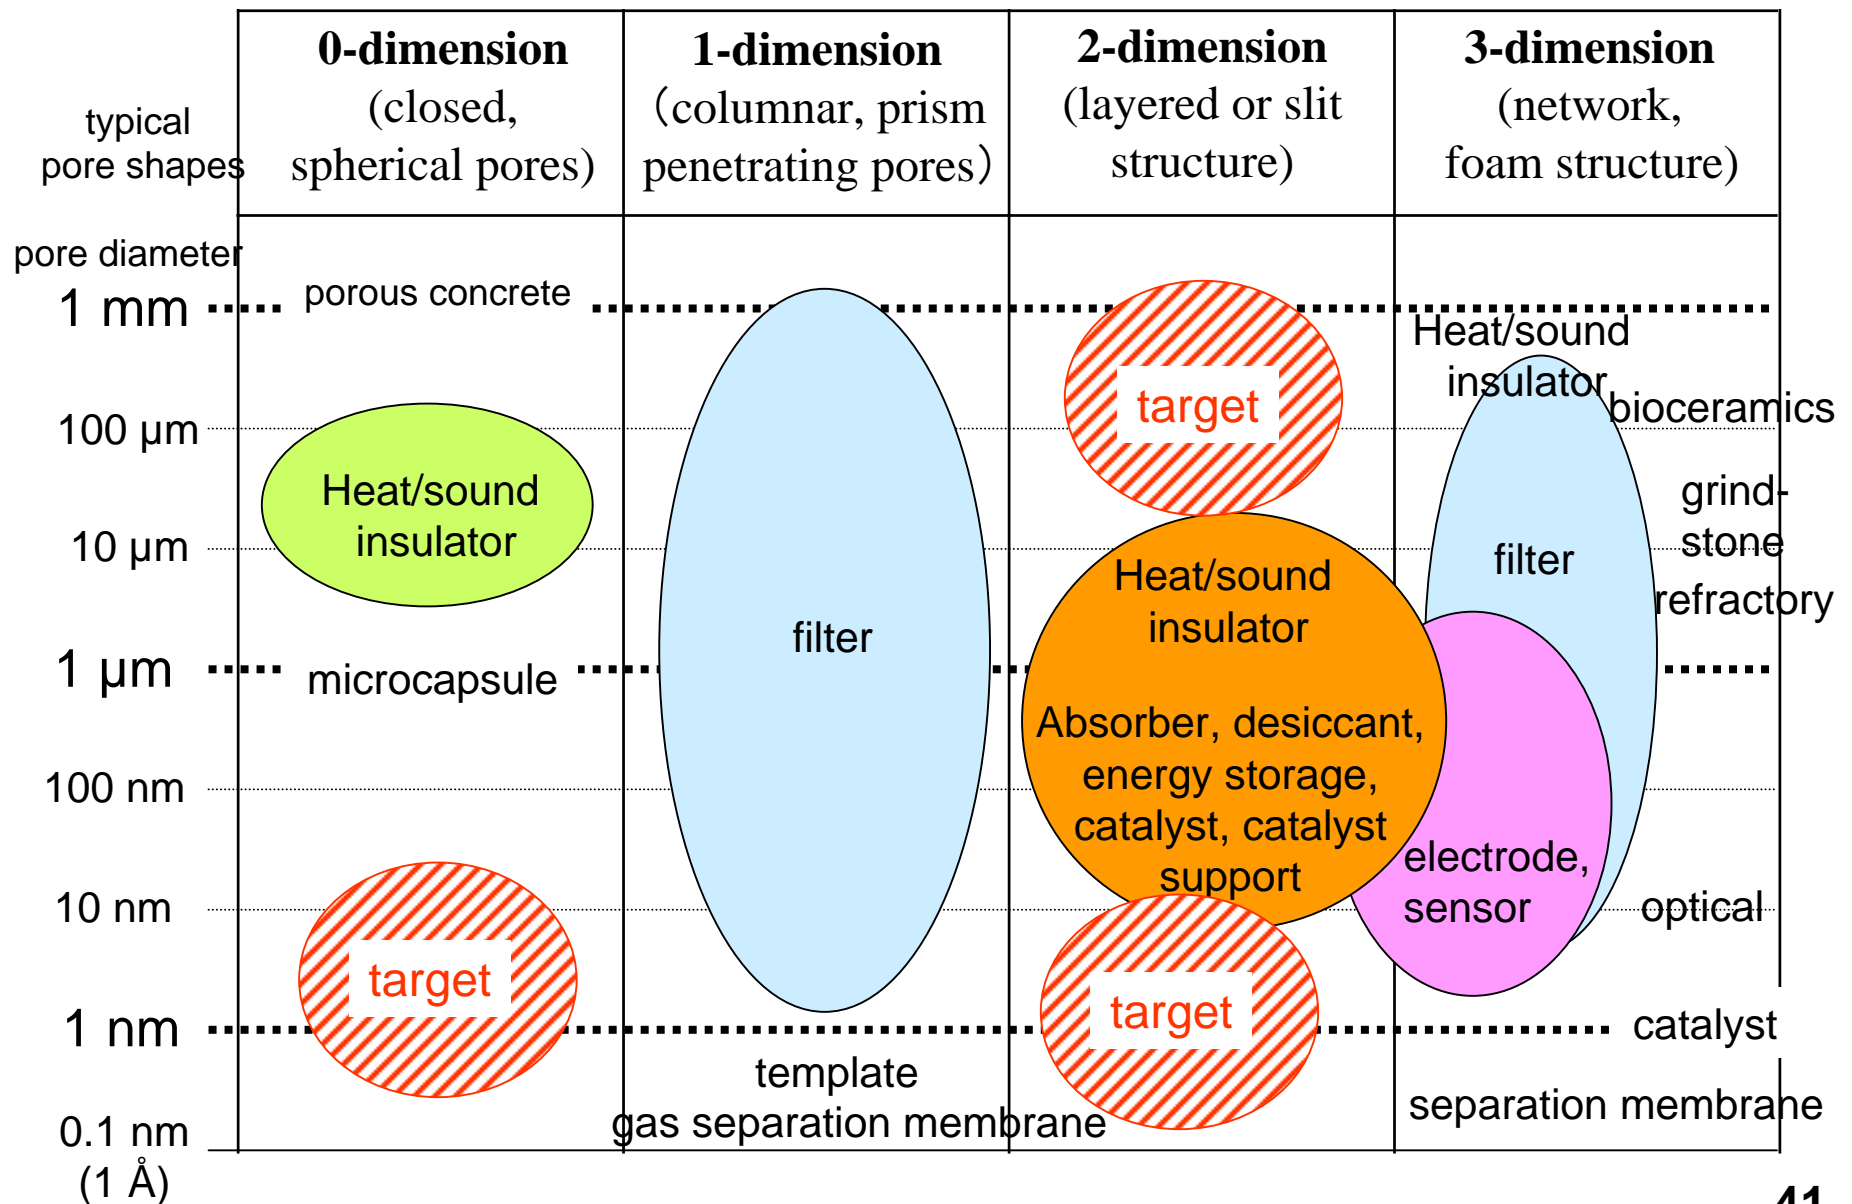 0-dimension
(closed,
spherical pores)
1-dimension
（columnar, prism
penetrating pores）
2-dimension
(layered or slit
structure)
3-dimension
(network,
foam structure)
typical
pore shapes
pore diameter
1 mm
100 µm
10 µm
1 µm
100 nm
10 nm
1 nm
0.1 nm
(1 Å)
porous concrete
Heat/sound
insulator
microcapsule
target
filter
template
gas separation membrane
target
Heat/sound
insulator
Absorber, desiccant,
energy storage,
catalyst, catalyst
support
target
Heat/sound
insulator
bioceramics
grind-
stone
filter
refractory
electrode,
sensor
optical
catalyst
separation membrane
41